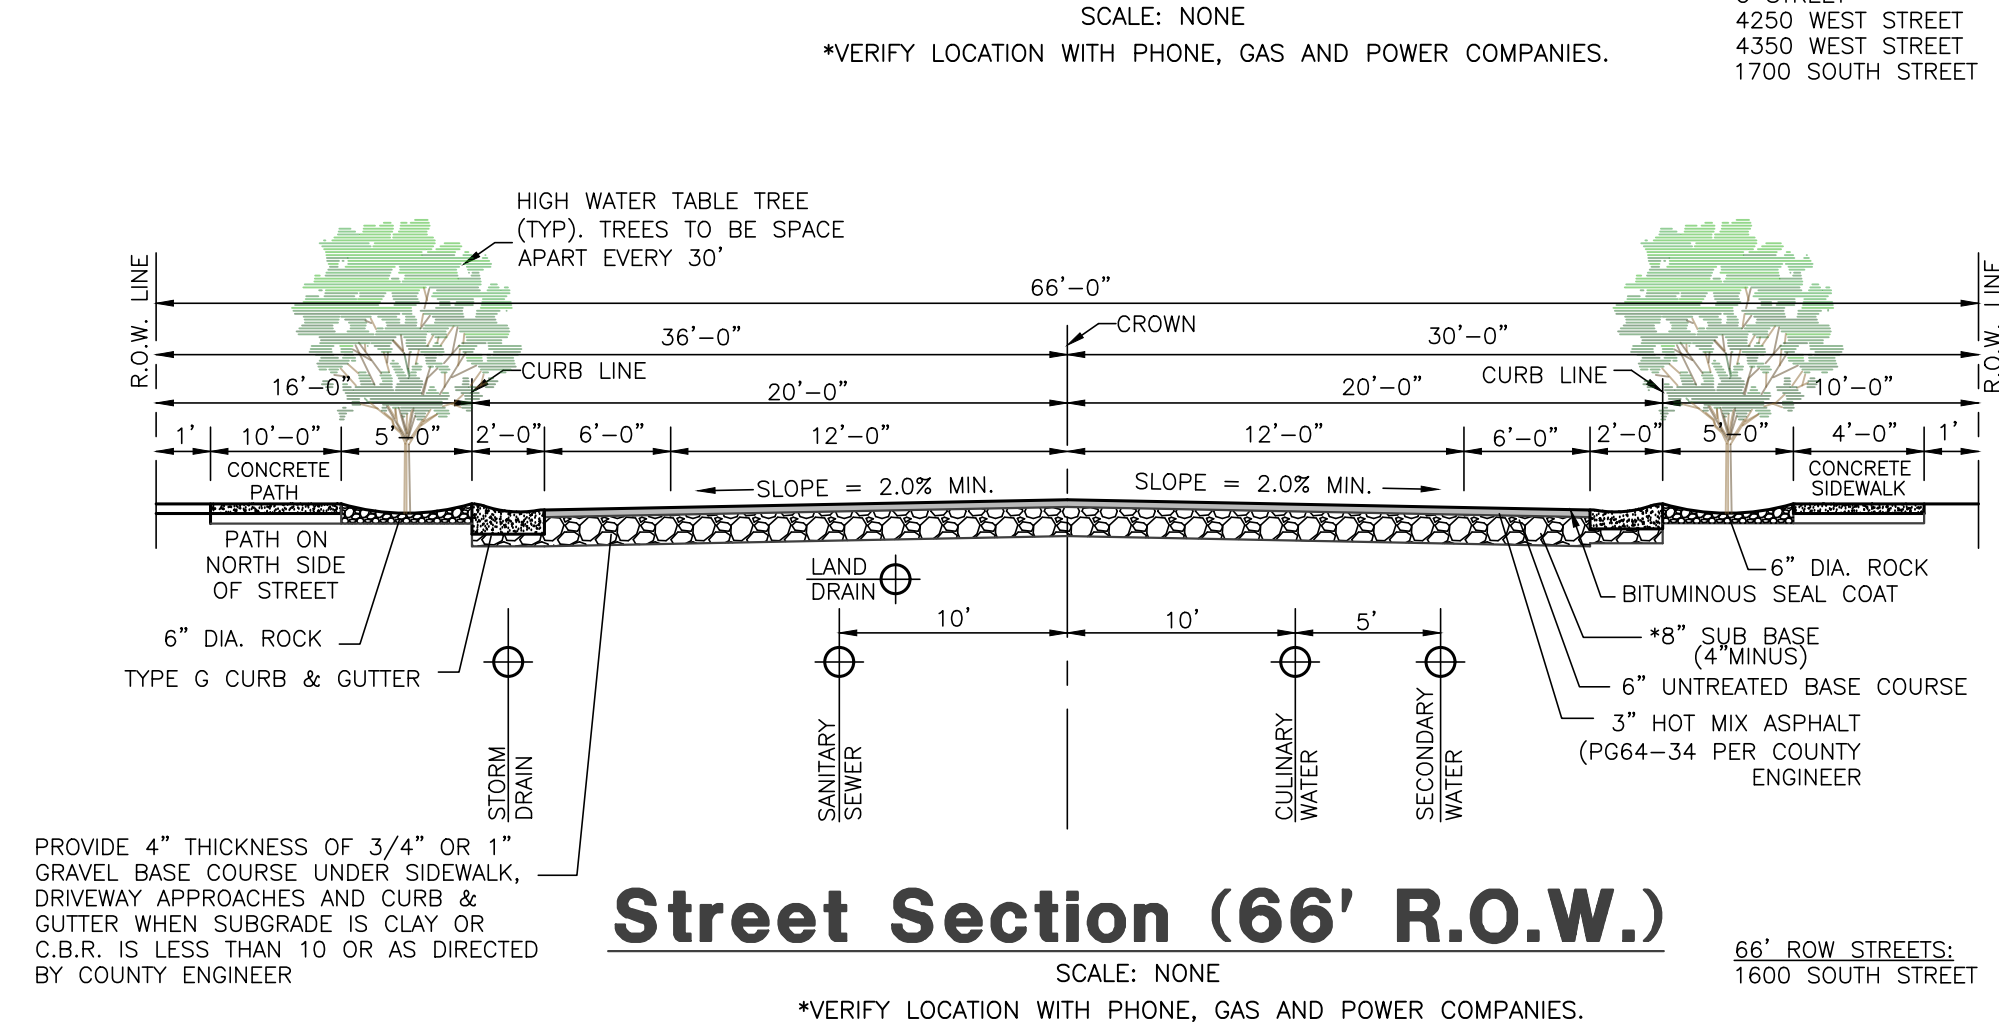 SCALE: NONE
*VERIFY LOCATION WITH PHONE, GAS AND POWER COMPANIES.
4250 WEST STREET
4350 WEST STREET
1700 SOUTH STREET
HIGH WATER TABLE TREE
(TYP). TREES TO BE SPACE
APART EVERY 30'
R.O.W. LINE
R.O.W. LINE
66'-0"
CROWN
36'-0"
30'-0"
CURB LINE
CURB LINE
16'-0"
20'-0"
20'-0"
10'-0"
1'
10'-0"
5'-0"
2'-0"
6'-0"
12'-0"
12'-0"
6'-0"
2'-0"
5'-0"
4'-0"
1'
CONCRETE
PATH
SLOPE = 2.0% MIN.
SLOPE = 2.0% MIN.
CONCRETE
SIDEWALK
PATH ON
NORTH SIDE
OF STREET
LAND
DRAIN
6" DIA. ROCK
BITUMINOUS SEAL COAT
10'
10'
5'
6" DIA. ROCK
TYPE G CURB & GUTTER
*8" SUB BASE
(4"MINUS)
6" UNTREATED BASE COURSE
3" HOT MIX ASPHALT
(PG64-34 PER COUNTY
ENGINEER
STORM
DRAIN
SANITARY
SEWER
CULINARY
WATER
SECONDARY
WATER
PROVIDE 4" THICKNESS OF 3/4" OR 1"
GRAVEL BASE COURSE UNDER SIDEWALK,
DRIVEWAY APPROACHES AND CURB &
GUTTER WHEN SUBGRADE IS CLAY OR
C.B.R. IS LESS THAN 10 OR AS DIRECTED
BY COUNTY ENGINEER
Street Section (66' R.O.W.)
SCALE: NONE
*VERIFY LOCATION WITH PHONE, GAS AND POWER COMPANIES.
66' ROW STREETS:
1600 SOUTH STREET